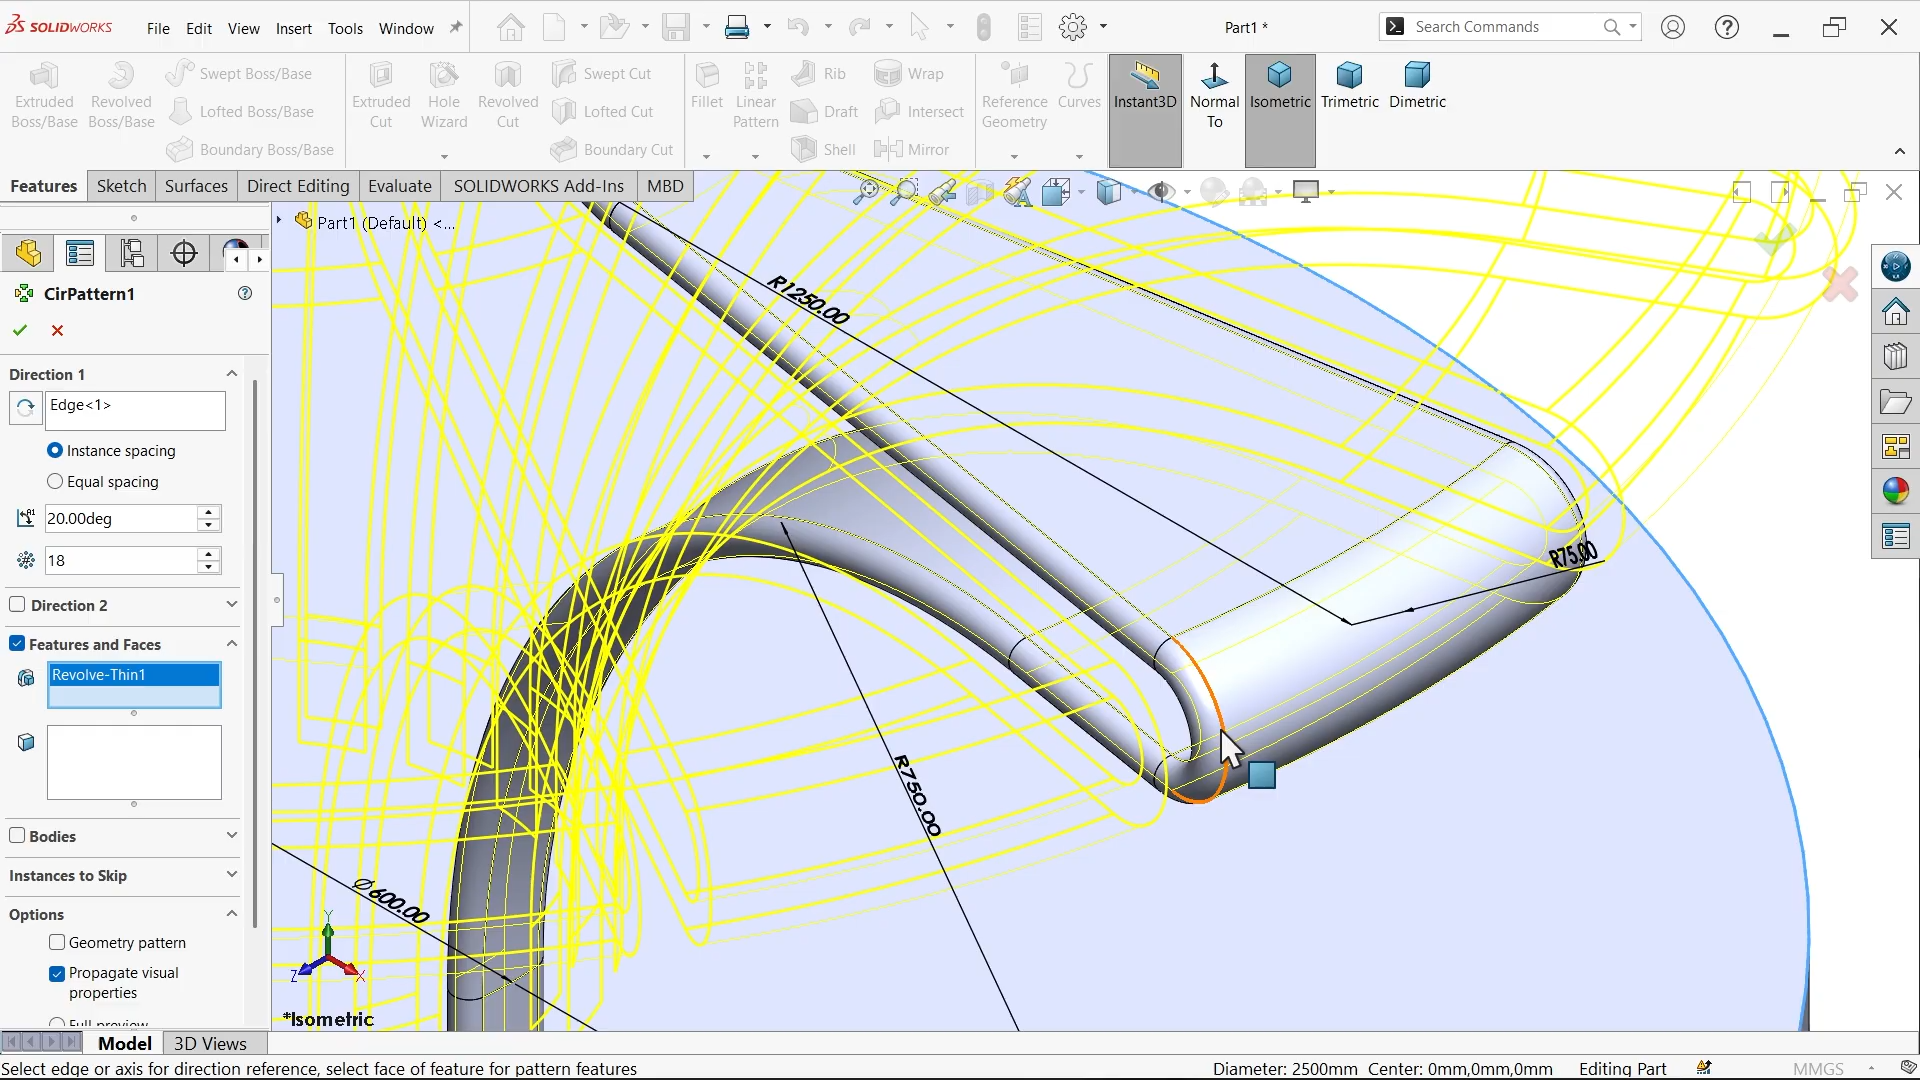 SOLIDWORKS
File Edit View Insert Tools Window
Part1 *
Search Commands
Extruded Boss/Base
Revolved Boss/Base
Swept Boss/Base
Lofted Boss/Base
Boundary Boss/Base
Extruded Cut
Hole Wizard
Revolved Cut
Swept Cut
Lofted Cut
Boundary Cut
Fillet
Linear Pattern
Rib
Draft
Shell
Wrap
Intersect
Mirror
Reference Geometry
Curves
Instant3D
Normal To
Isometric
Trimetric
Dimetric
Features Sketch Surfaces Direct Editing Evaluate SOLIDWORKS Add-Ins MBD
Part1 (Default) <...
CirPattern1
Direction 1
Edge<1>
Instance spacing
Equal spacing
20.00deg
18
Direction 2
Features and Faces
Revolve-Thin1
Bodies
Instances to Skip
Options
Geometry pattern
Propagate visual
properties
Full preview
R1250.00
R75.00
R750.00
Ø600.00
Y
Z
X
*Isometric
Model 3D Views
Select edge or axis for direction reference, select face of feature for pattern features
Diameter: 2500mm Center: 0mm,0mm,0mm
Editing Part
MMGS